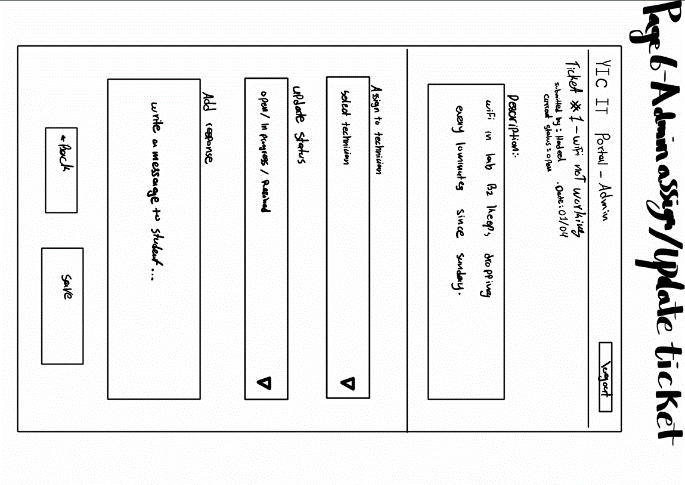 Page 6-Admin assign/update ticket
YIC IT Portal - Admin
logout
Ticket # 1 - wifi not working
submitted by: Hadeel . Date: 01/04
current status: open
Description:.
wifi in lab B2 keeps dropping
every 10 minutes since sunday.
Assign to technician
select technician
update status
open/ In progress / Resolved
Add response
write a message to student...
←Back
save